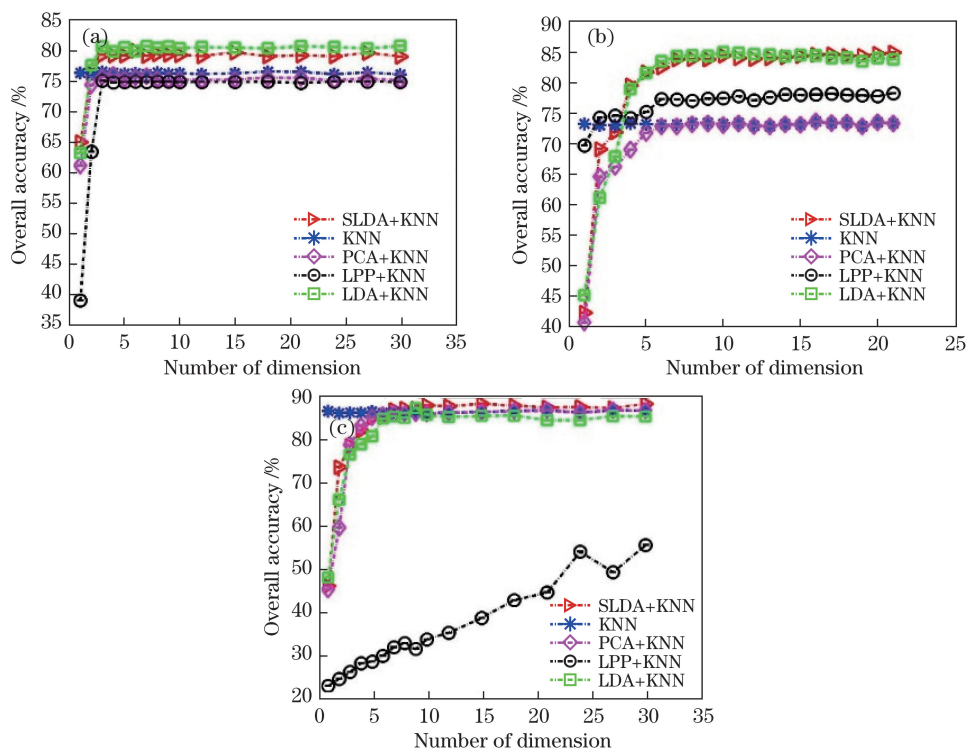 (a)
Overall accuracy /%
85
80
75
70
65
60
55
50
45
40
35
0 5 10 15 20 25 30 35
Number of dimension
SLDA+KNN
KNN
PCA+KNN
LPP+KNN
LDA+KNN
(b)
Overall accuracy /%
90
85
80
75
70
65
60
55
50
45
40
0 5 10 15 20 25
Number of dimension
SLDA+KNN
KNN
PCA+KNN
LPP+KNN
LDA+KNN
(c)
Overall accuracy /%
90
80
70
60
50
40
30
20
0 5 10 15 20 25 30 35
Number of dimension
SLDA+KNN
KNN
PCA+KNN
LPP+KNN
LDA+KNN